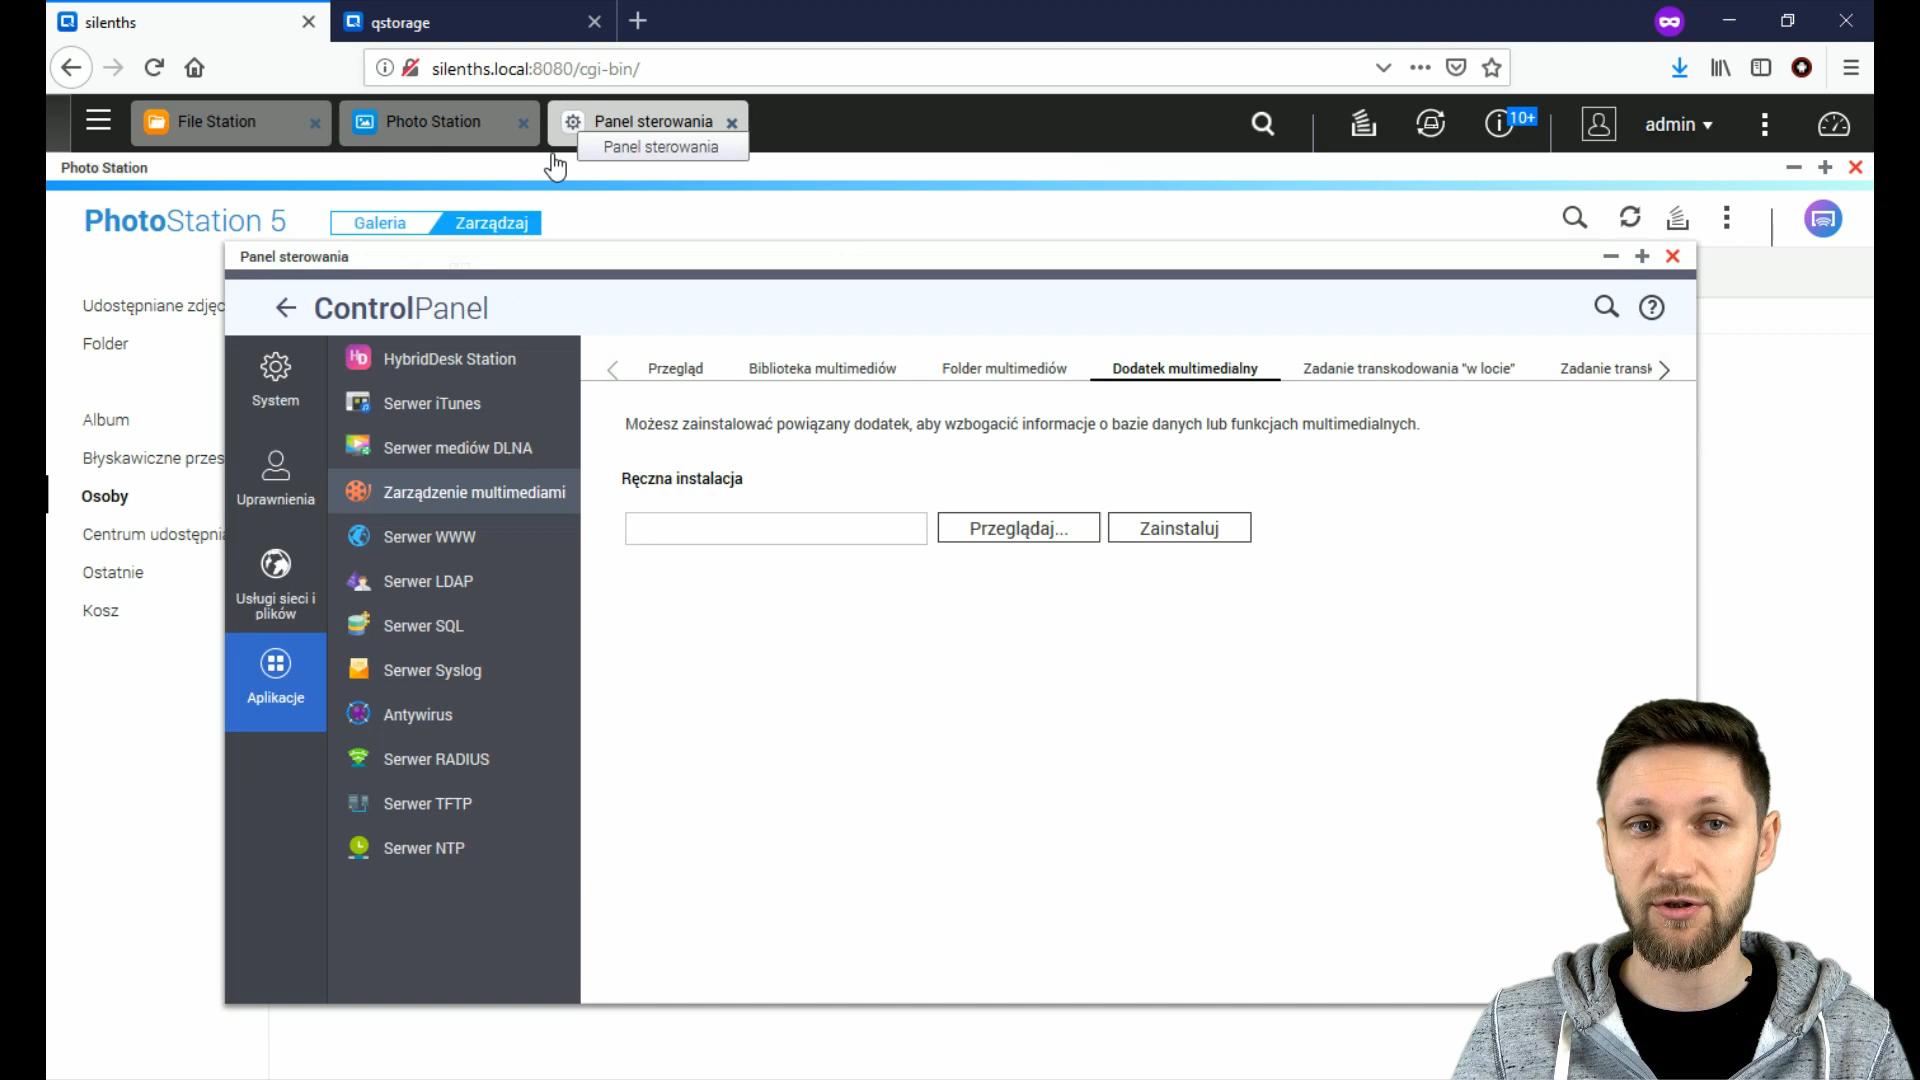 silenths
qstorage
silenths.local:8080/cgi-bin/
File Station
Photo Station
Panel sterowania
10+
admin
Panel sterowania
Photo Station
PhotoStation 5
Galeria
Zarządzaj
Panel sterowania
ControlPanel
Udostępniane zdjęc
Folder
Album
Błyskawiczne przes
Osoby
Centrum udostępnia
Ostatnie
Kosz
System
Uprawnienia
Usługi sieci i
plików
Aplikacje
HD
HybridDesk Station
Serwer iTunes
Serwer mediów DLNA
Zarządzenie multimediami
Serwer WWW
Serwer LDAP
Serwer SQL
Serwer Syslog
Antywirus
Serwer RADIUS
Serwer TFTP
Serwer NTP
Przegląd
Biblioteka multimediów
Folder multimediów
Dodatek multimedialny
Zadanie transkodowania "w locie"
Zadanie transk
Możesz zainstalować powiązany dodatek, aby wzbogacić informacje o bazie danych lub funkcjach multimedialnych.
Ręczna instalacja
Przeglądaj...
Zainstaluj